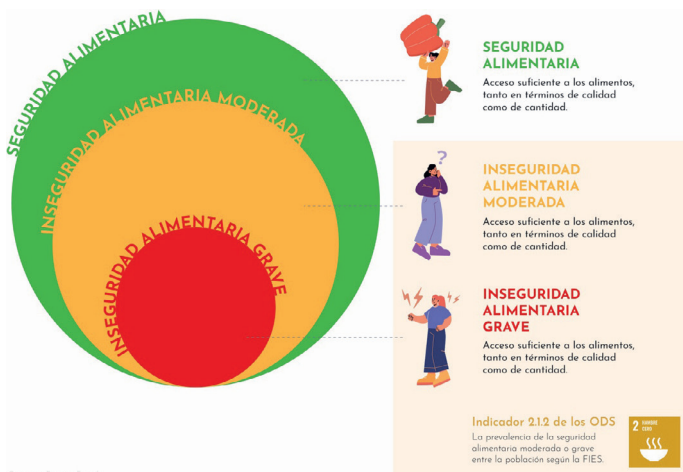 SEGURIDAD ALIMENTARIA
INSEGURIDAD ALIMENTARIA MODERADA
INSEGURIDAD ALIMENTARIA GRAVE
SEGURIDAD
ALIMENTARIA
Acceso suficiente a los alimentos,
tanto en términos de calidad
como de cantidad.
?
INSEGURIDAD
ALIMENTARIA
MODERADA
Acceso suficiente a los alimentos,
tanto en términos de calidad
como de cantidad.
INSEGURIDAD
ALIMENTARIA
GRAVE
Acceso suficiente a los alimentos,
tanto en términos de calidad
como de cantidad.
Indicador 2.1.2 de los ODS
La prevalencia de la seguridad
alimentaria moderada o grave
entre la población según la FIES.
2 HAMBRE
CERO